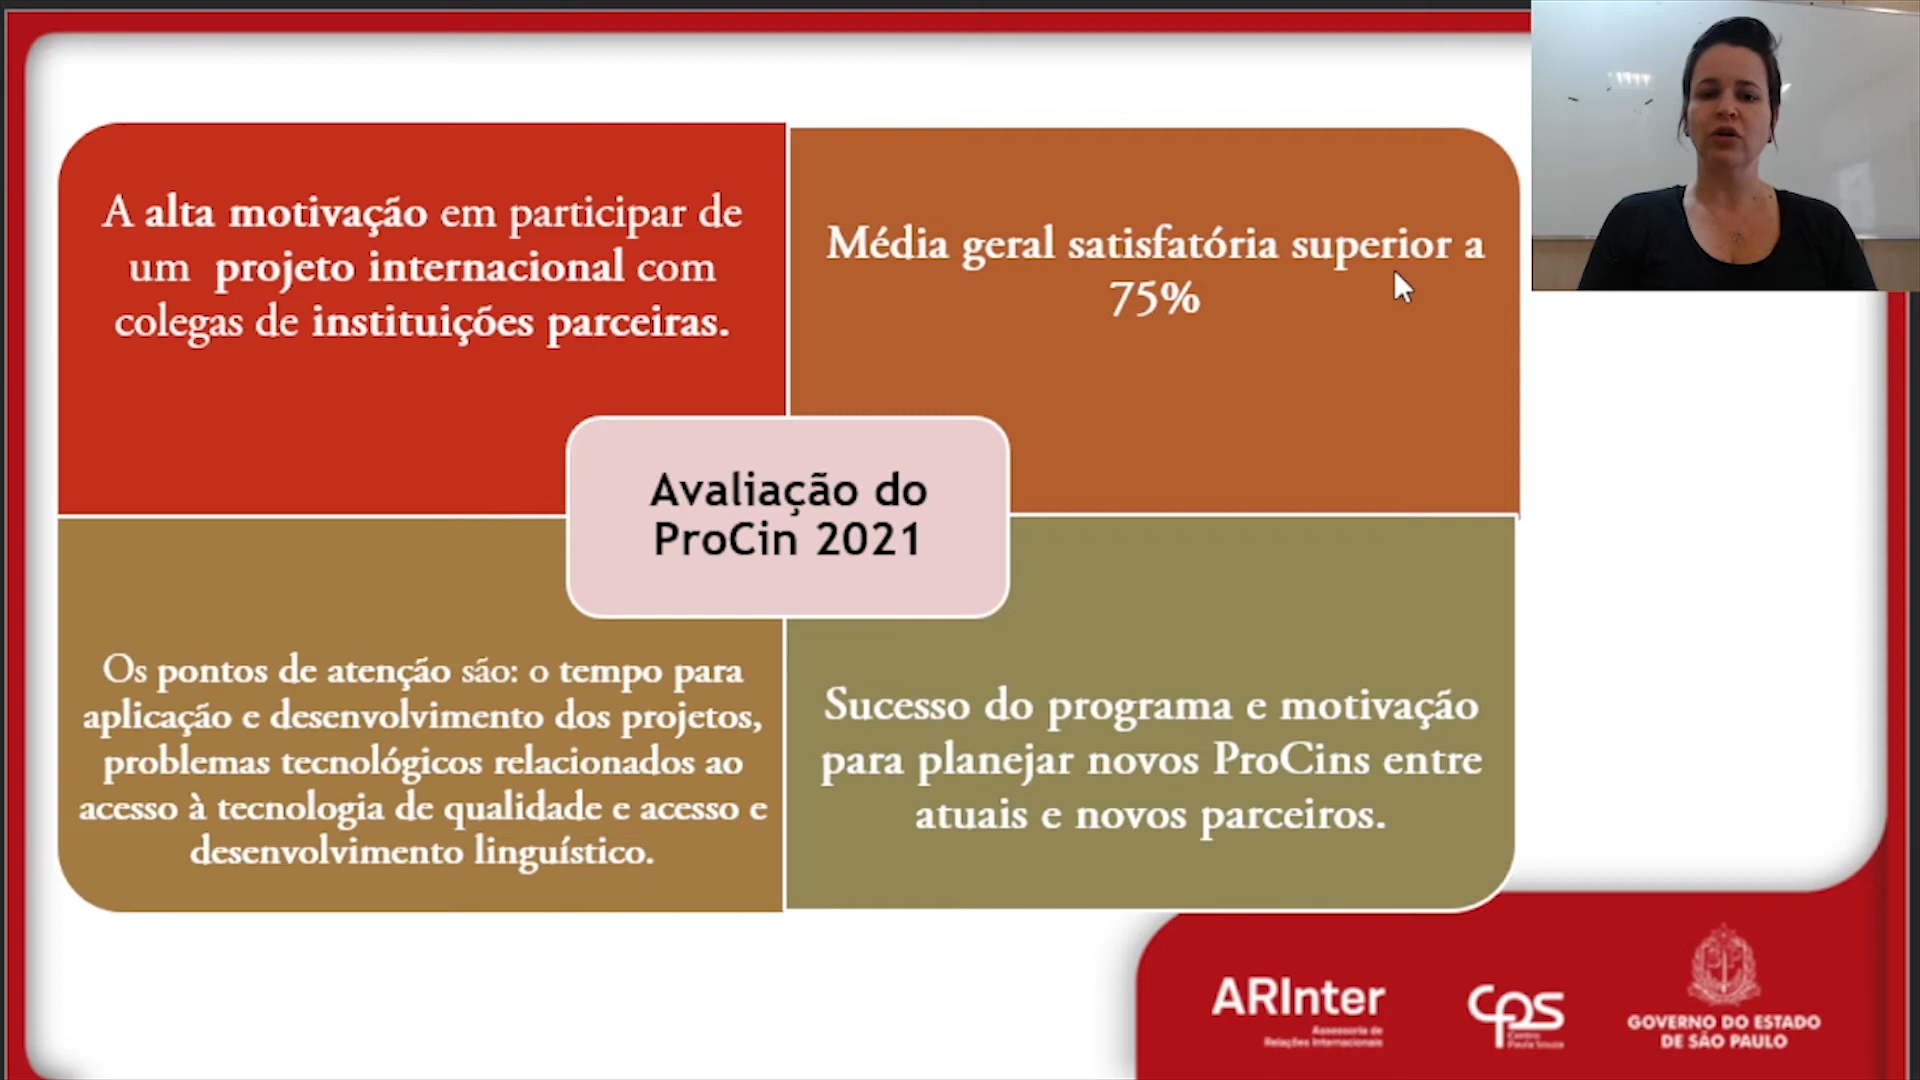 A alta motivação em participar de
um projeto internacional com
colegas de instituições parceiras.
Média geral satisfatória superior a
75%
Avaliação do
ProCin 2021
Os pontos de atenção são: o tempo para
aplicação e desenvolvimento dos projetos,
problemas tecnológicos relacionados ao
acesso à tecnologia de qualidade e acesso e
desenvolvimento linguístico.
Sucesso do programa e motivação
para planejar novos ProCins entre
atuais e novos parceiros.
ARInter
Assessoria de
Relações Internacionais
CPS
Centro
Paula Souza
GOVERNO DO ESTADO
DE SÃO PAULO